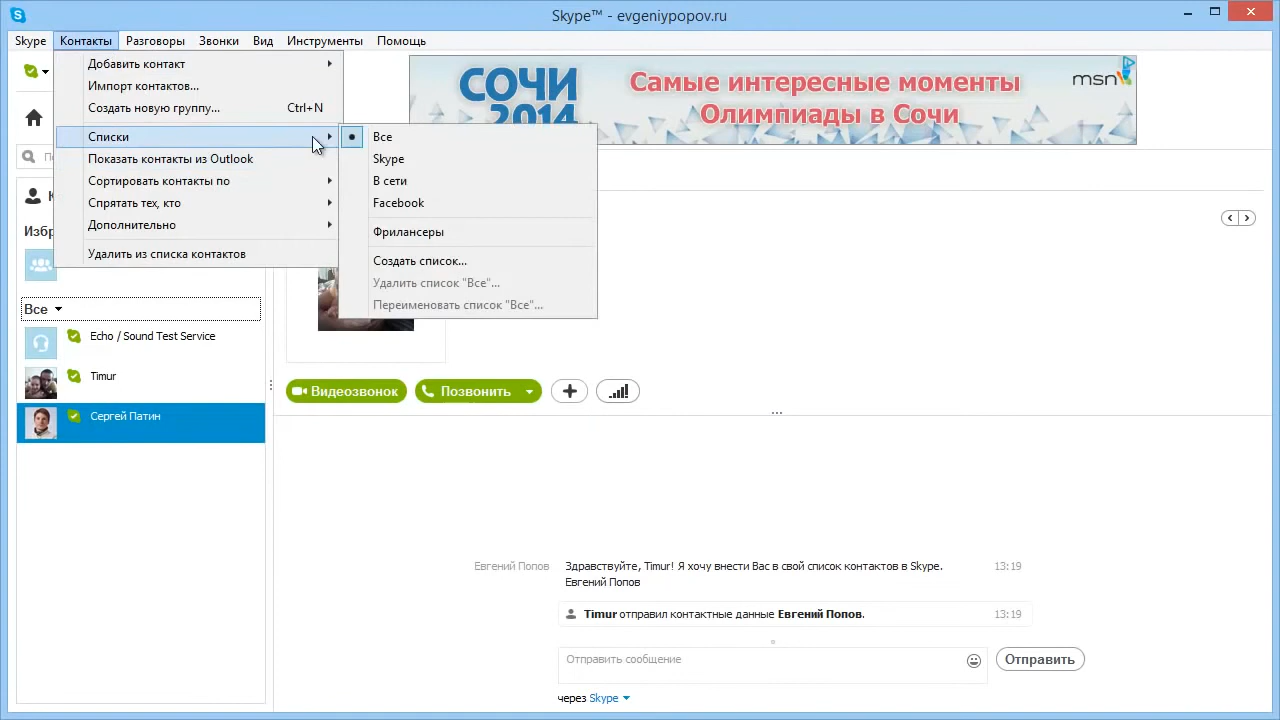 Skype™ - evgeniypopov.ru
Skype Контакты Разговоры Звонки Вид Инструменты Помощь
Добавить контакт
Импорт контактов...
Создать новую группу... Ctrl+N
Списки
Показать контакты из Outlook
Сортировать контакты по
Спрятать тех, кто
Дополнительно
Удалить из списка контактов
Все
Skype
В сети
Facebook
Фрилансеры
Создать список...
Удалить список "Все"...
Переименовать список "Все"...
СОЧИ
2014
Самые интересные моменты
Олимпиады в Сочи
msn
Все
Echo / Sound Test Service
Timur
Сергей Патин
Видеозвонок
Позвонить
Евгений Попов
Здравствуйте, Timur! Я хочу внести Вас в свой список контактов в Skype.
Евгений Попов
13:19
Timur отправил контактные данные Евгений Попов.
13:19
Отправить сообщение
Отправить
через Skype